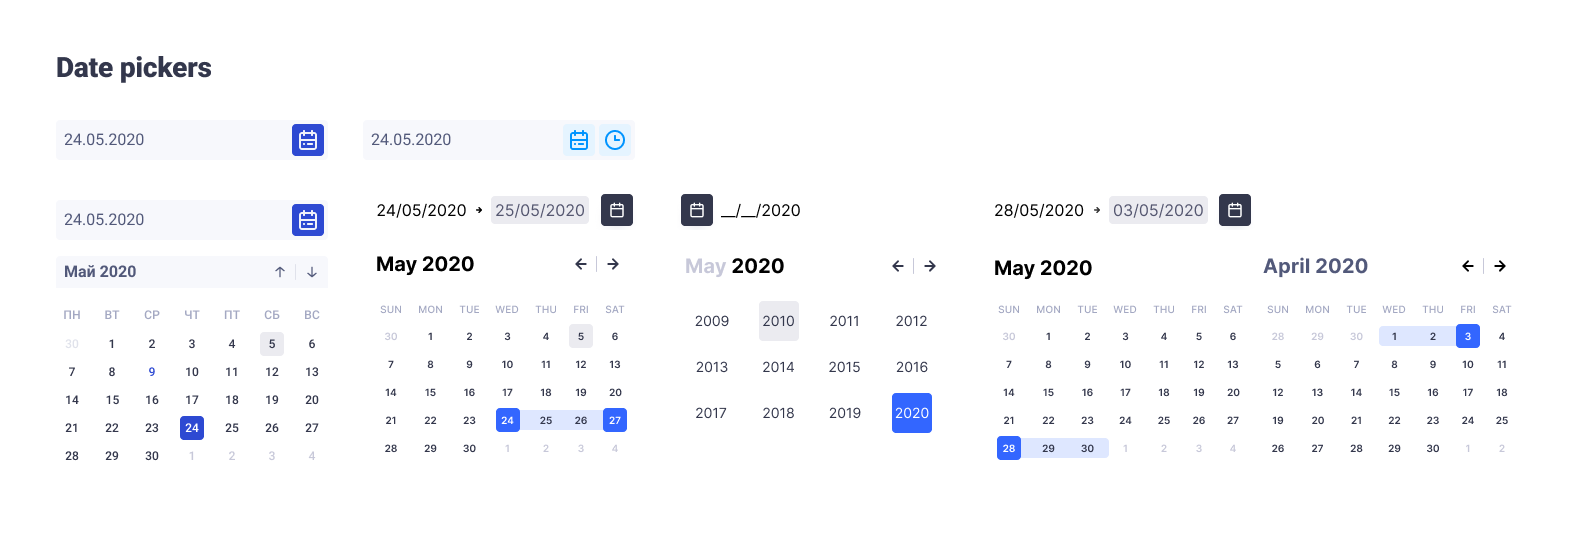 Date pickers
24.05.2020
24.05.2020
24.05.2020
Май 2020
ПН ВТ СР ЧТ ПТ СБ ВС
30 1 2 3 4 5 6
7 8 9 10 11 12 13
14 15 16 17 18 19 20
21 22 23 24 25 26 27
28 29 30 1 2 3 4
24/05/2020 → 25/05/2020
May 2020
SUN MON TUE WED THU FRI SAT
30 1 2 3 4 5 6
7 8 9 10 11 12 13
14 15 16 17 18 19 20
21 22 23 24 25 26 27
28 29 30 1 2 3 4
__/__/2020
May 2020
2009 2010 2011 2012
2013 2014 2015 2016
2017 2018 2019 2020
28/05/2020 → 03/05/2020
May 2020
SUN MON TUE WED THU FRI SAT
30 1 2 3 4 5 6
7 8 9 10 11 12 13
14 15 16 17 18 19 20
21 22 23 24 25 26 27
28 29 30 1 2 3 4
April 2020
SUN MON TUE WED THU FRI SAT
28 29 30 1 2 3 4
5 6 7 8 9 10 11
12 13 14 15 16 17 18
19 20 21 22 23 24 25
26 27 28 29 30 1 2